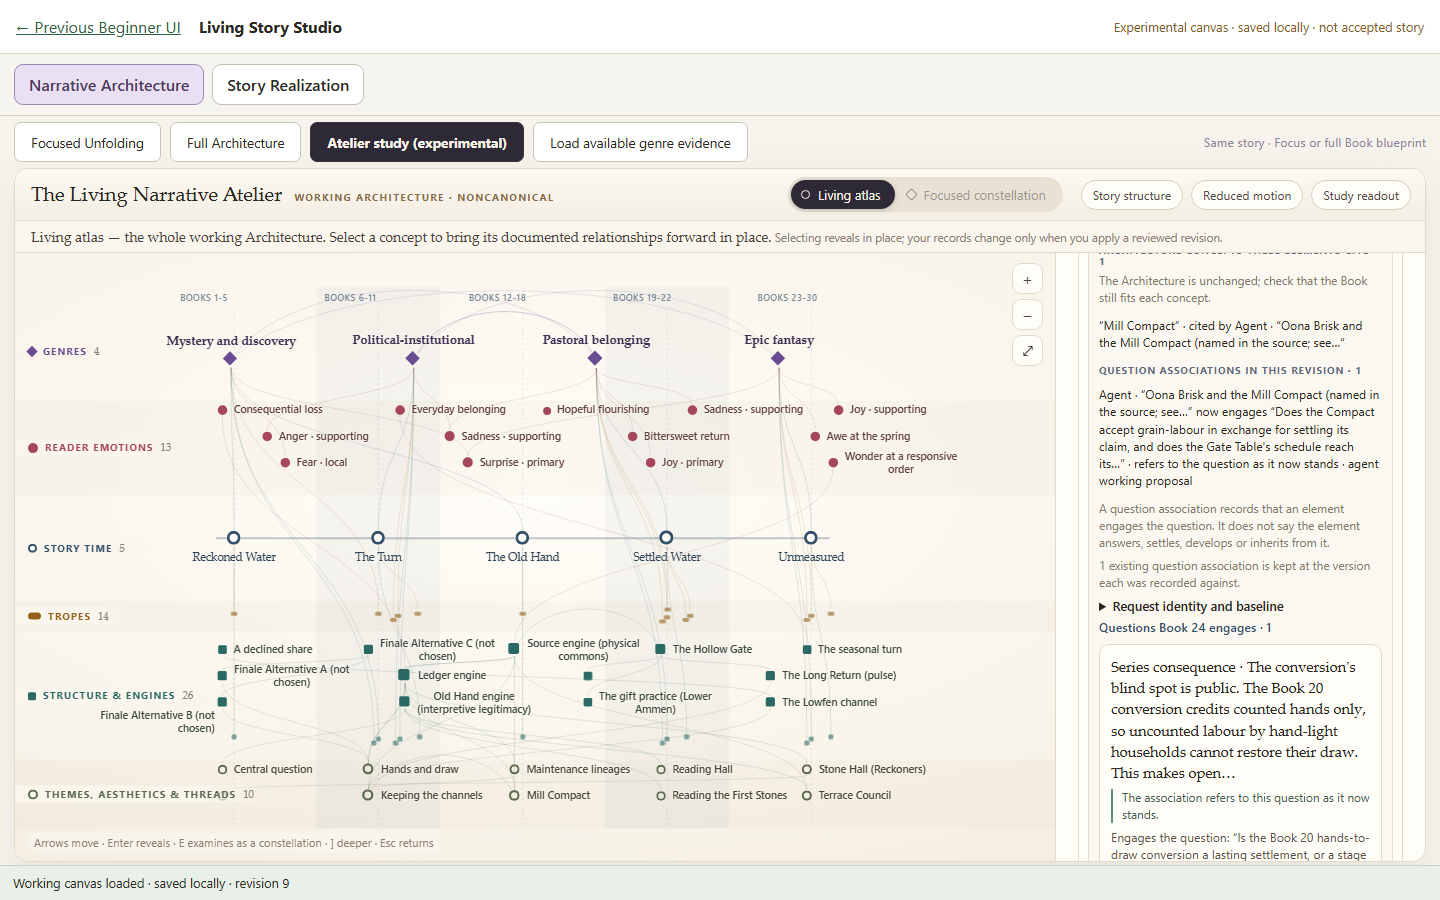 ← Previous Beginner UI
Living Story Studio
Experimental canvas · saved locally · not accepted story
Narrative Architecture
Story Realization
Focused Unfolding
Full Architecture
Atelier study (experimental)
Load available genre evidence
Same story · Focus or full Book blueprint
The Living Narrative Atelier
WORKING ARCHITECTURE · NONCANONICAL
Living atlas
Focused constellation
Story structure
Reduced motion
Study readout
Living atlas — the whole working Architecture. Select a concept to bring its documented relationships forward in place. Selecting reveals in place; your records change only when you apply a reviewed revision.
BOOKS 1-5
BOOKS 6-11
BOOKS 12-18
BOOKS 19-22
BOOKS 23-30
+
−
GENRES 4
Mystery and discovery
Political-institutional
Pastoral belonging
Epic fantasy
READER EMOTIONS 13
Consequential loss
Everyday belonging
Hopeful flourishing
Sadness · supporting
Joy · supporting
Anger · supporting
Sadness · supporting
Bittersweet return
Awe at the spring
Fear · local
Surprise · primary
Joy · primary
Wonder at a responsive
order
STORY TIME 5
Reckoned Water
The Turn
The Old Hand
Settled Water
Unmeasured
TROPES 14
STRUCTURE & ENGINES 26
A declined share
Finale Alternative C (not
chosen)
Source engine (physical
commons)
The Hollow Gate
The seasonal turn
Finale Alternative A (not
chosen)
Ledger engine
The Long Return (pulse)
Finale Alternative B (not
chosen)
Old Hand engine
(interpretive legitimacy)
The gift practice (Lower
Ammen)
The Lowfen channel
THEMES, AESTHETICS & THREADS 10
Central question
Hands and draw
Maintenance lineages
Reading Hall
Stone Hall (Reckoners)
Keeping the channels
Mill Compact
Reading the First Stones
Terrace Council
Arrows move · Enter reveals · E examines as a constellation · ] deeper · Esc returns
1
The Architecture is unchanged; check that the Book
still fits each concept.
“Mill Compact” · cited by Agent · “Oona Brisk and
the Mill Compact (named in the source; see…”
QUESTION ASSOCIATIONS IN THIS REVISION · 1
Agent · “Oona Brisk and the Mill Compact (named in
the source; see…” now engages “Does the Compact
accept grain-labour in exchange for settling its
claim, and does the Gate Table's schedule reach
its…” · refers to the question as it now stands · agent
working proposal
A question association records that an element
engages the question. It does not say the element
answers, settles, develops or inherits from it.
1 existing question association is kept at the version
each was recorded against.
▶ Request identity and baseline
Questions Book 24 engages · 1
Series consequence · The conversion's
blind spot is public. The Book 20
conversion credits counted hands only,
so uncounted labour by hand-light
households cannot restore their draw.
This makes open…
The association refers to this question as it now
stands.
Engages the question: “Is the Book 20 hands-to-
draw conversion a lasting settlement, or a stage
Working canvas loaded · saved locally · revision 9